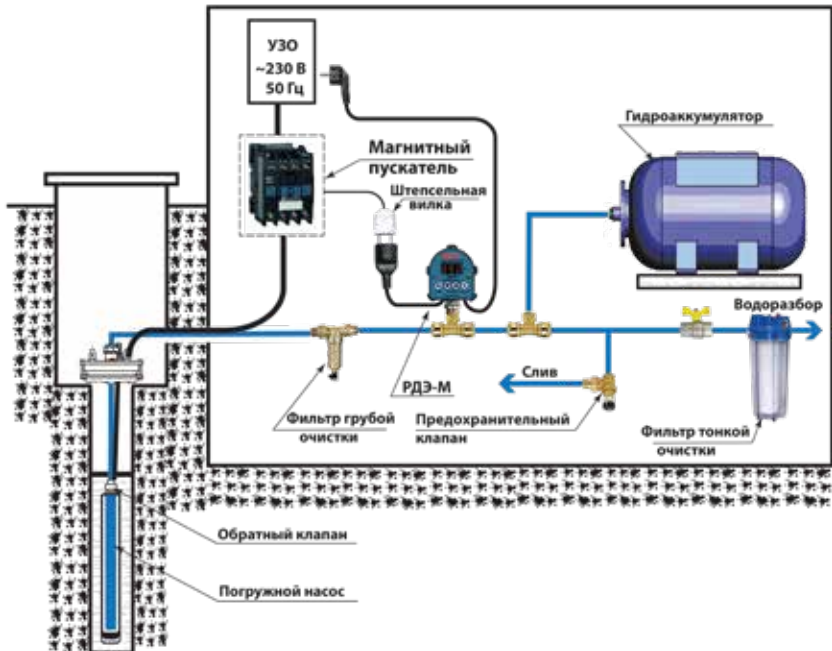 УЗО
~230 В
50 Гц
Магнитный
пускатель
Штепсельная
вилка
Гидроаккумулятор
Водоразбор
РДЭ-М
Слив
Фильтр грубой
очистки
Предохранительный
клапан
Фильтр тонкой
очистки
Обратный клапан
Погружной насос